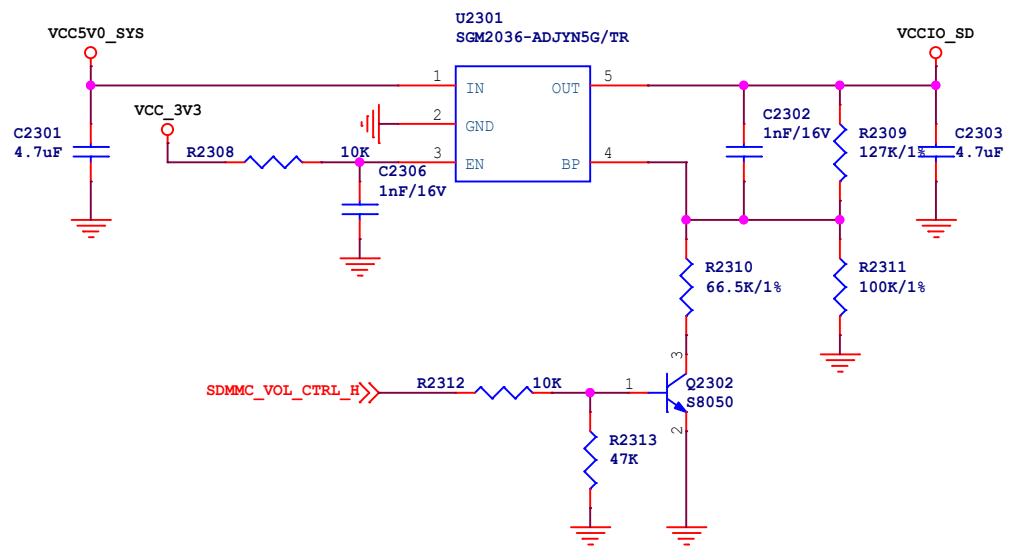 U2301
SGM2036-ADJYN5G/TR
VCC5V0_SYS
VCCIO_SD
1
IN
OUT
5
VCC_3V3
2
GND
C2302
1nF/16V
C2301
4.7uF
R2309
127K/1%
C2303
4.7uF
R2308
10K
3
EN
BP
4
C2306
1nF/16V
R2310
66.5K/1%
R2311
100K/1%
3
SDMMC_VOL_CTRL_H
R2312
10K
1
Q2302
S8050
2
R2313
47K